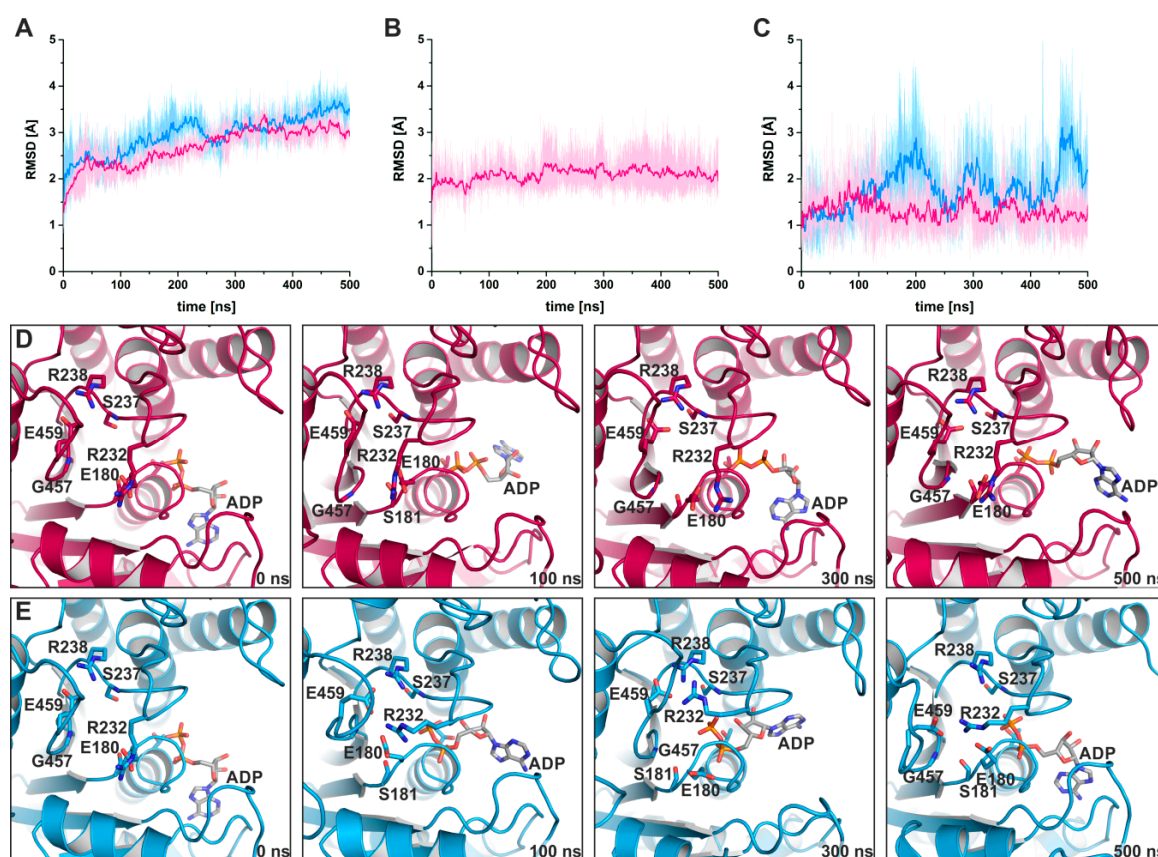 A
B
C
RMSD [Å]
5
4
3
2
1
0
0 100 200 300 400 500
time [ns]
RMSD [Å]
5
4
3
2
1
0
0 100 200 300 400 500
time [ns]
RMSD [Å]
5
4
3
2
1
0
0 100 200 300 400 500
time [ns]
D
R238
S237
E459
R232
E180
G457
ADP
0 ns
R238
S237
E459
R232
E180
G457
S181
ADP
100 ns
R238
S237
E459
R232
G457
E180
ADP
300 ns
R238
S237
E459
R232
G457
E180
ADP
500 ns
E
R238
S237
E459
R232
E180
G457
ADP
0 ns
R238
S237
E459
R232
E180
S181
ADP
100 ns
R238
S237
E459
R232
G457
ADP
S181
E180
300 ns
R238
S237
E459
R232
G457
E180
S181
ADP
500 ns